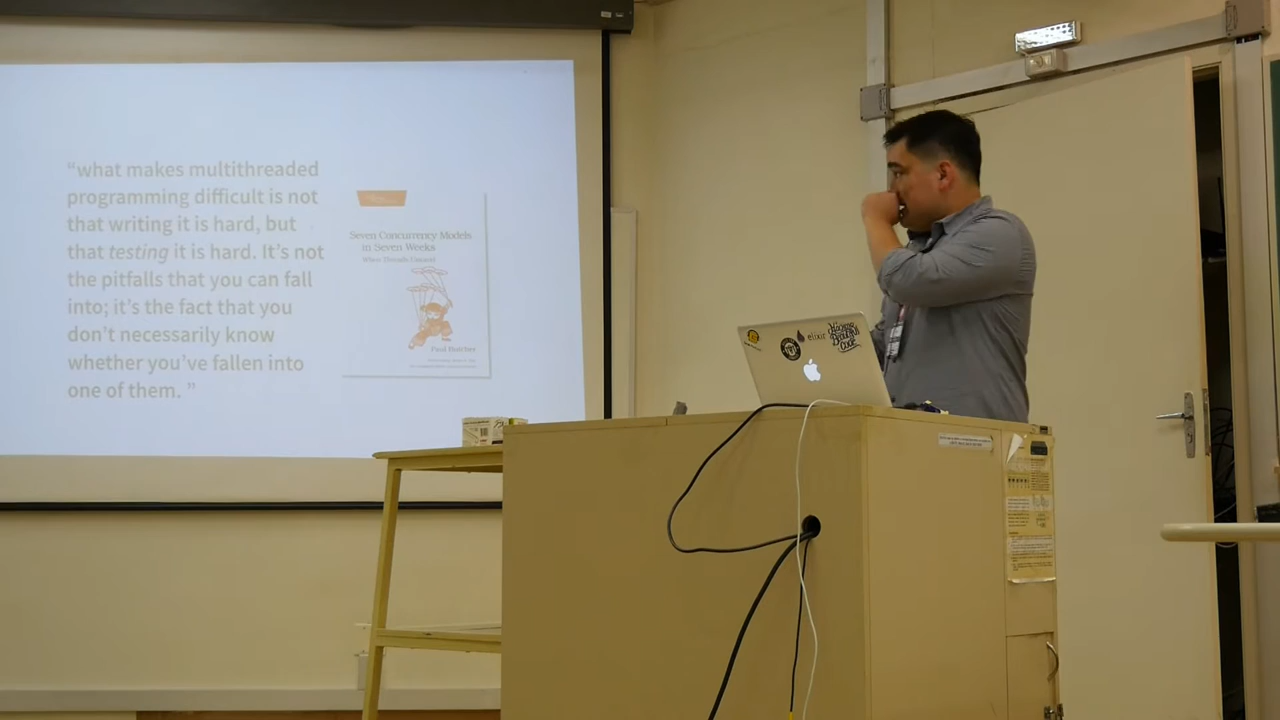 “what makes multithreaded
programming difficult is not
that writing it is hard, but
that testing it is hard. It’s not
the pitfalls that you can fall
into; it’s the fact that you
don’t necessarily know
whether you’ve fallen into
one of them. ”
Seven Concurrency Models
in Seven Weeks
When Threads Unravel
Paul Butcher
elixir